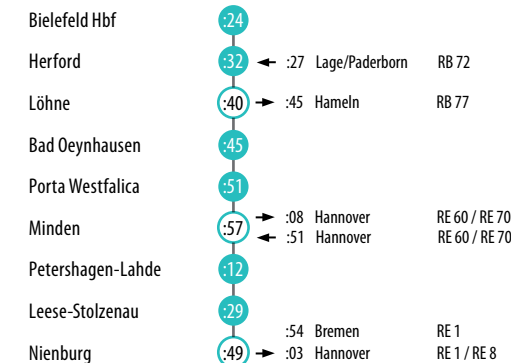 Bielefeld Hbf :24
Herford :32 :27 Lage/Paderborn RB 72
Löhne :40 :45 Hameln RB 77
Bad Oeynhausen :45
Porta Westfalica :51
Minden :57 :08 Hannover RE 60 / RE 70
:51 Hannover RE 60 / RE 70
Petershagen-Lahde :12
Leese-Stolzenau :29
:54 Bremen RE 1
Nienburg :49 :03 Hannover RE 1 / RE 8